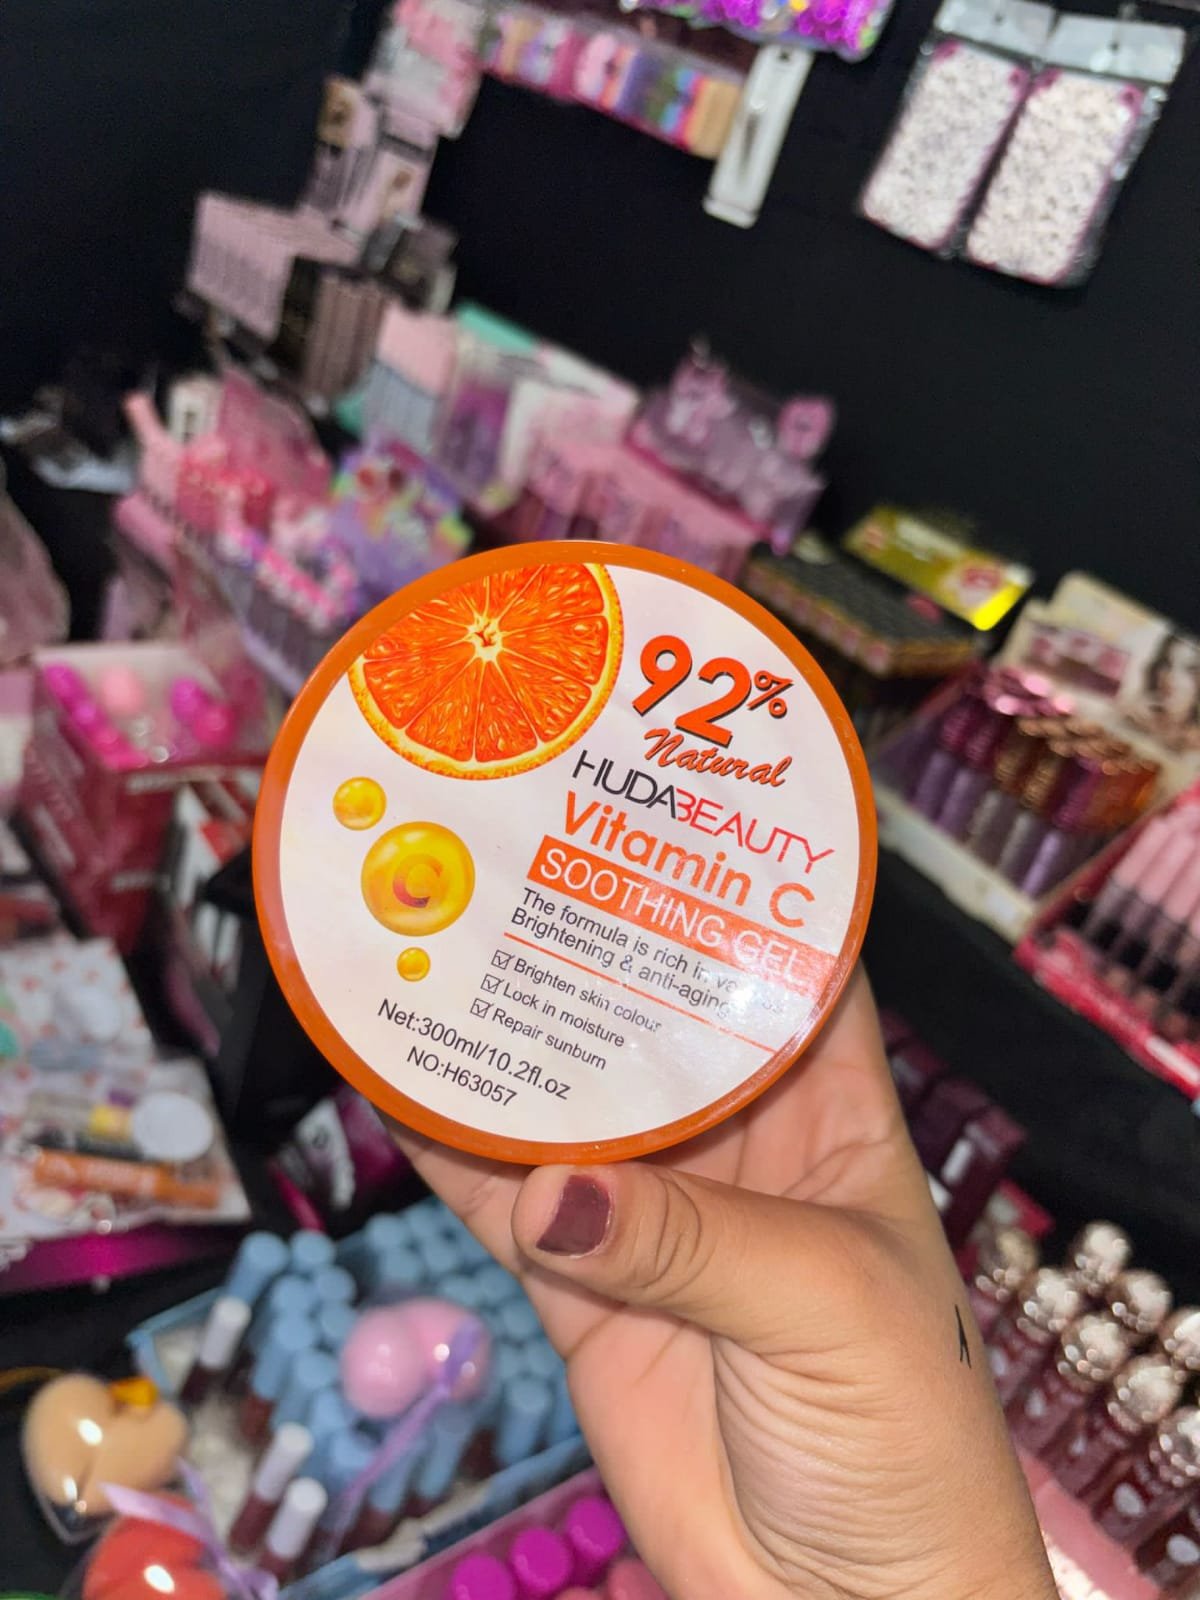 92%
Natural
HUDABEAUTY
Vitamin C
SOOTHING GEL
The formula is rich in
Brightening & anti-aging
Brighten skin colour
Lock in moisture
Repair sunburn
Net:300ml/10.2fl.oz
NO:H63057
C